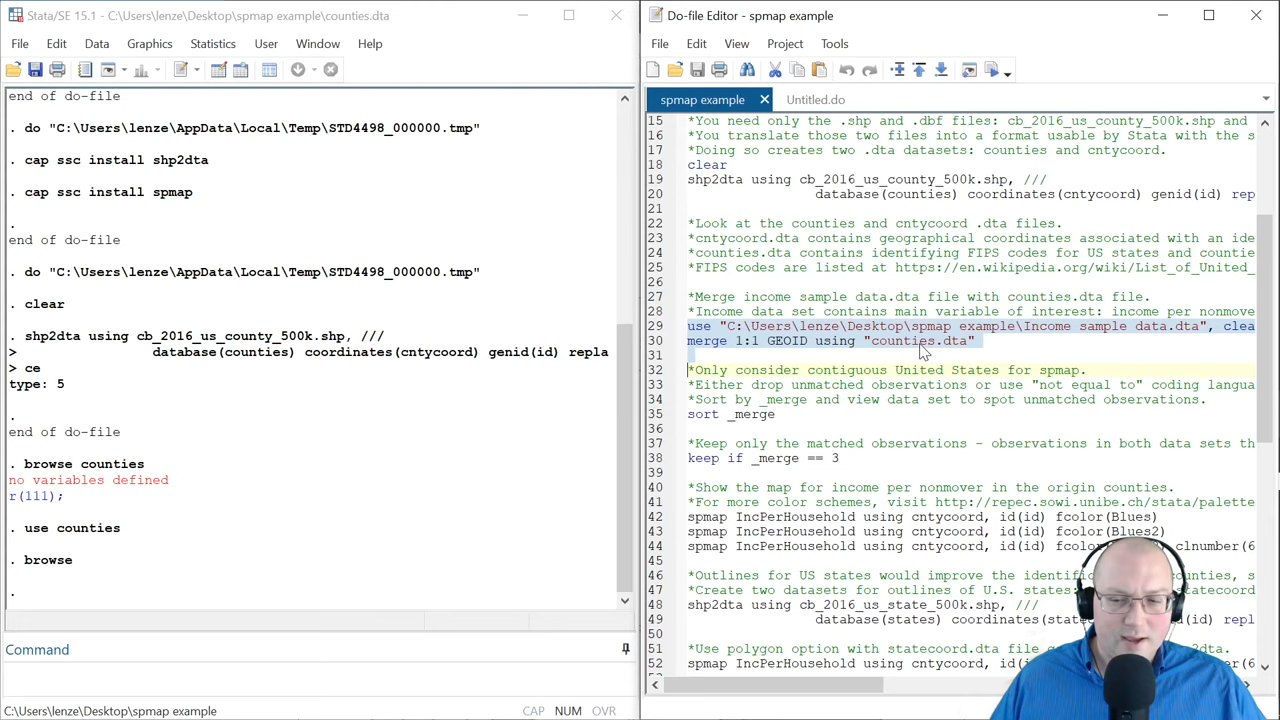 Stata/SE 15.1 - C:\Users\lenze\Desktop\spmap example\counties.dta
File Edit Data Graphics Statistics User Window Help
end of do-file
. do "C:\Users\lenze\AppData\Local\Temp\STD4498_000000.tmp"
. cap ssc install shp2dta
. cap ssc install spmap
.
end of do-file
. do "C:\Users\lenze\AppData\Local\Temp\STD4498_000000.tmp"
. clear
. shp2dta using cb_2016_us_county_500k.shp, ///
> database(counties) coordinates(cntycoord) genid(id) repla
> ce
type: 5
.
end of do-file
. browse counties
no variables defined
r(111);
. use counties
. browse
.
Command
C:\Users\lenze\Desktop\spmap example
CAP NUM OVR
Do-file Editor - spmap example
File Edit View Project Tools
spmap example Untitled.do
15 *You need only the .shp and .dbf files: cb_2016_us_county_500k.shp and
16 *You translate those two files into a format usable by Stata with the s
17 *Doing so creates two .dta datasets: counties and cntycoord.
18 clear
19 shp2dta using cb_2016_us_county_500k.shp, ///
20 database(counties) coordinates(cntycoord) genid(id) rep
21
22 *Look at the counties and cntycoord .dta files.
23 *cntycoord.dta contains geographical coordinates associated with an ide
24 *counties.dta contains identifying FIPS codes for US states and countie
25 *FIPS codes are listed at https://en.wikipedia.org/wiki/List_of_United_
26
27 *Merge income sample data.dta file with counties.dta file.
28 *Income data set contains main variable of interest: income per nonmove
29 use "C:\Users\lenze\Desktop\spmap example\Income sample data.dta", clea
30 merge 1:1 GEOID using "counties.dta"
31
32 *Only consider contiguous United States for spmap.
33 *Either drop unmatched observations or use "not equal to" coding langua
34 *Sort by _merge and view data set to spot unmatched observations.
35 sort _merge
36
37 *Keep only the matched observations - observations in both data sets th
38 keep if _merge == 3
39
40 *Show the map for income per nonmover in the origin counties.
41 *For more color schemes, visit http://repec.sowi.unibe.ch/stata/palette
42 spmap IncPerHousehold using cntycoord, id(id) fcolor(Blues)
43 spmap IncPerHousehold using cntycoord, id(id) fcolor(Blues2)
44 spmap IncPerHousehold using cntycoord, id(id) fcolor( clnumber(6
45
46 *Outlines for US states would improve the identifi counties, s
47 *Create two datasets for outlines of U.S. states: atecoord
48 shp2dta using cb_2016_us_state_500k.shp, ///
49 database(states) coordinates(state (id) repl
50
51 *Use polygon option with statecoord.dta file 2dta.
52 spmap IncPerHousehold using cntycoord, id(i (6